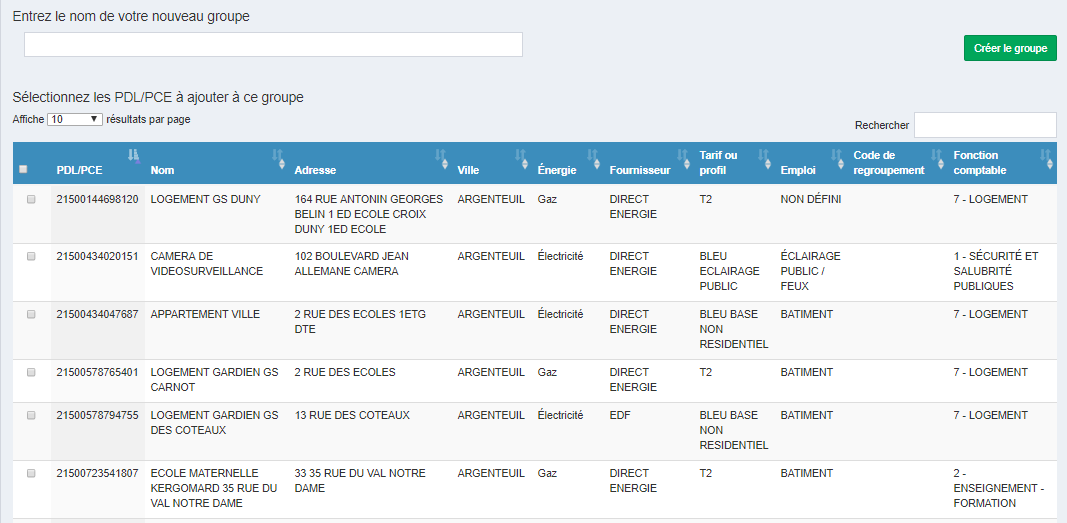 Entrez le nom de votre nouveau groupe
Créer le groupe
Sélectionnez les PDL/PCE à ajouter à ce groupe
Affiche 10 résultats par page
Rechercher
PDL/PCE Nom Adresse Ville Énergie Fournisseur Tarif ou profil Emploi Code de regroupement Fonction comptable
21500144698120 LOGEMENT GS DUNY 164 RUE ANTONIN GEORGES ARGENTEUIL Gaz DIRECT T2 NON DÉFINI 7 - LOGEMENT
BELIN 1 ED ECOLE CROIX ENERGIE
DUNY 1ED ECOLE
21500434020151 CAMERA DE 102 BOULEVARD JEAN ARGENTEUIL Électricité DIRECT BLEU ÉCLAIRAGE 1 - SÉCURITÉ ET
VIDEOSURVEILLANCE ALLEMANE CAMERA ENERGIE ECLAIRAGE PUBLIC / SALUBRITÉ
PUBLIC FEUX PUBLIQUES
21500434047687 APPARTEMENT VILLE 2 RUE DES ECOLES 1ETG ARGENTEUIL Électricité DIRECT BLEU BASE BATIMENT 7 - LOGEMENT
DTE ENERGIE NON
RESIDENTIEL
21500578765401 LOGEMENT GARDIEN GS 2 RUE DES ECOLES ARGENTEUIL Gaz DIRECT T2 BATIMENT 7 - LOGEMENT
CARNOT ENERGIE
21500578794755 LOGEMENT GARDIEN GS 13 RUE DES COTEAUX ARGENTEUIL Électricité EDF BLEU BASE BATIMENT 7 - LOGEMENT
DES COTEAUX NON
RESIDENTIEL
21500723541807 ECOLE MATERNELLE 33 35 RUE DU VAL NOTRE ARGENTEUIL Gaz DIRECT T2 BATIMENT 2 -
KERGOMARD 35 RUE DU DAME ENERGIE ENSEIGNEMENT -
VAL NOTRE DAME FORMATION